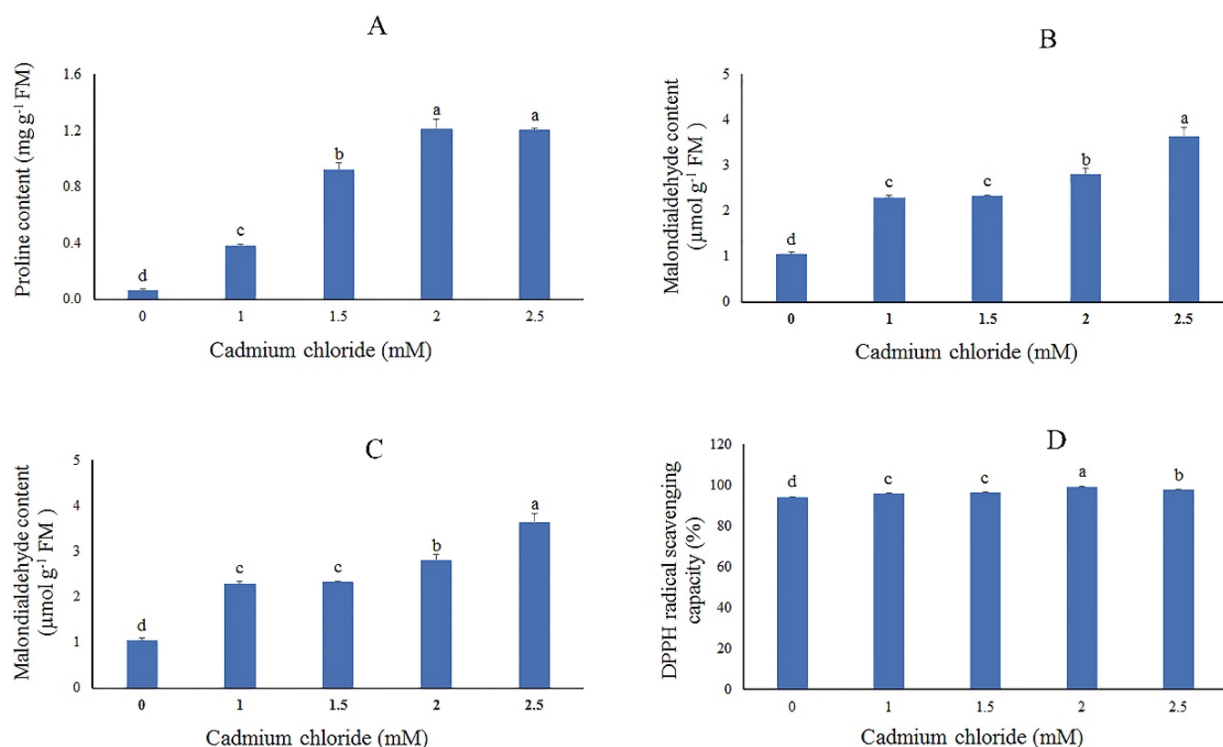 A
Proline content (mg g-1 FM)
1.6
1.2
0.8
0.4
0.0
d
c
b
a
a
0 1 1.5 2 2.5
Cadmium chloride (mM)
B
Malondialdehyde content
(µmol g-1 FM )
5
4
3
2
1
0
d
c
c
b
a
0 1 1.5 2 2.5
Cadmium chloride (mM)
C
Malondialdehyde content
(µmol g-1 FM )
5
4
3
2
1
0
d
c
c
b
a
0 1 1.5 2 2.5
Cadmium chloride (mM)
D
DPPH radical scavenging
capacity (%)
120
100
80
60
40
20
0
d
c
c
a
b
0 1 1.5 2 2.5
Cadmium chloride (mM)